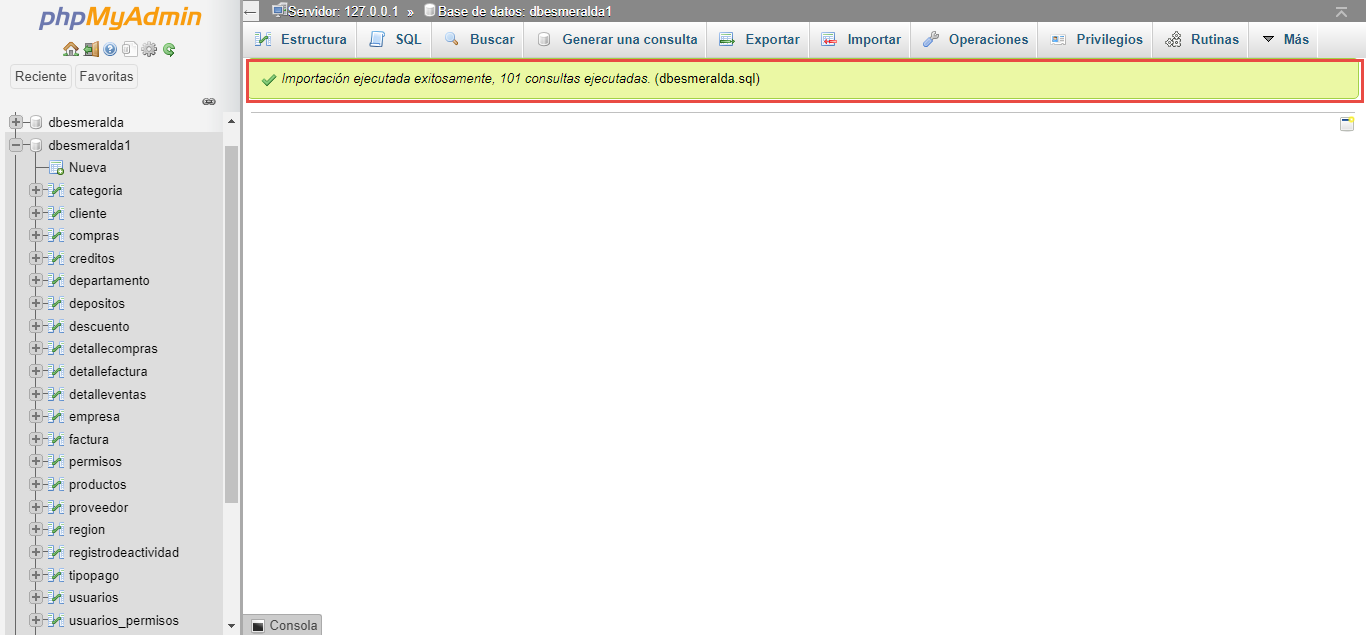 phpMyAdmin
Reciente Favoritas
dbesmeralda
dbesmeralda1
Nueva
categoria
cliente
compras
creditos
departamento
depositos
descuento
detallecompras
detallefactura
detalleventas
empresa
factura
permisos
productos
proveedor
region
registrodeactividad
tipopago
usuarios
usuarios_permisos
Servidor: 127.0.0.1 » Base de datos: dbesmeralda1
Estructura SQL Buscar Generar una consulta Exportar Importar Operaciones Privilegios Rutinas Más
Importación ejecutada exitosamente, 101 consultas ejecutadas. (dbesmeralda.sql)
Consola